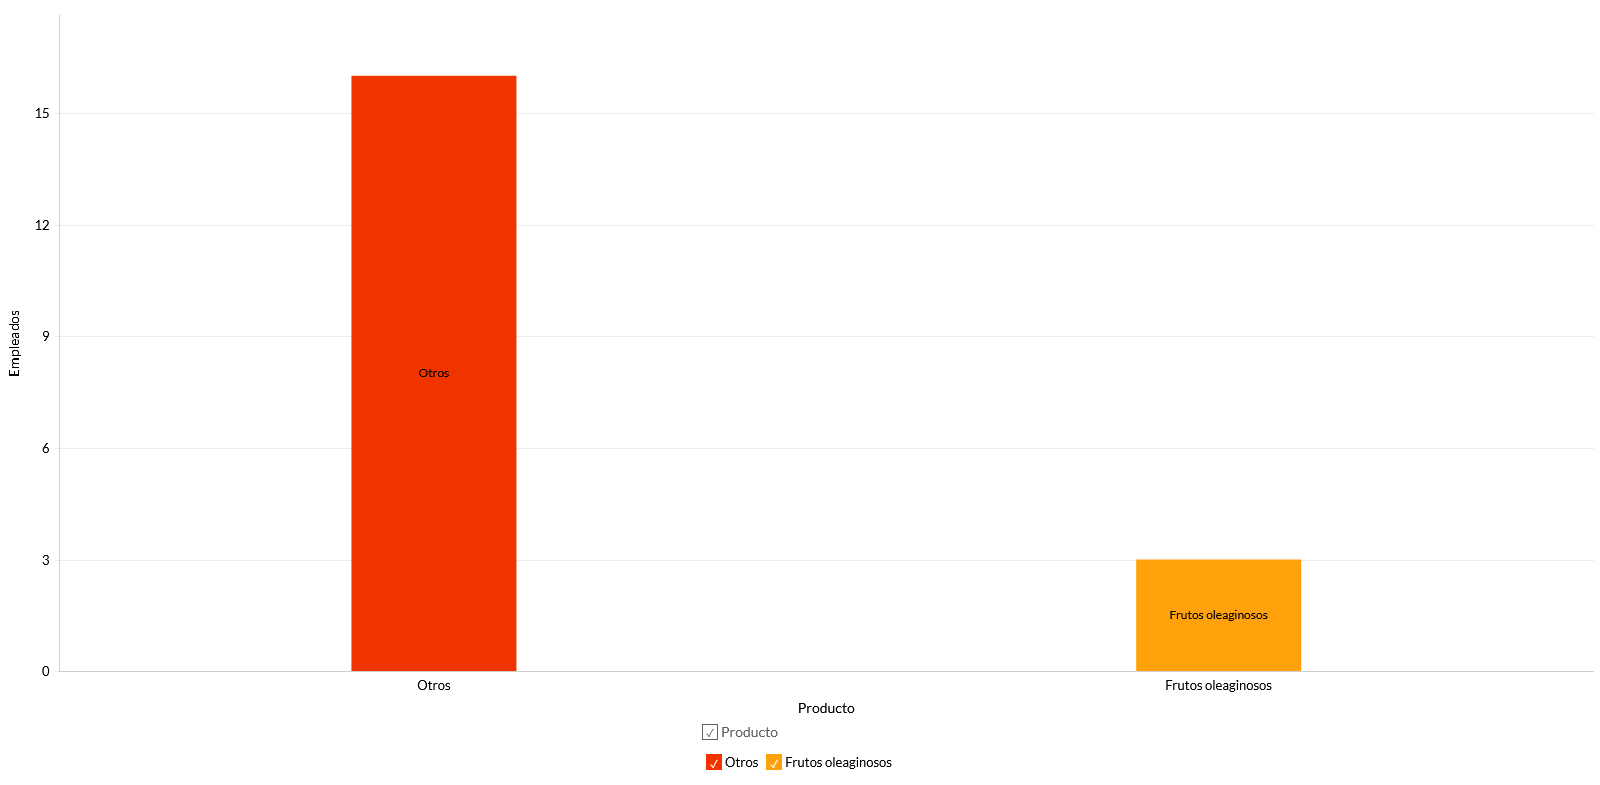 15
12
9
6
3
0
Empleados
Otros
Frutos oleaginosos
Otros
Frutos oleaginosos
Producto
Producto
Otros
Frutos oleaginosos